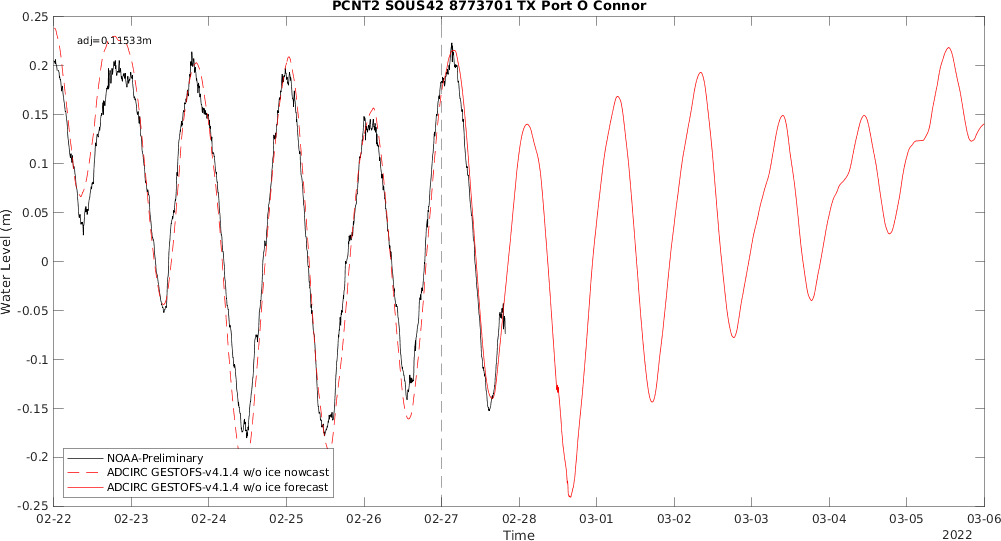 PCNT2 SOUS42 8773701 TX Port O Connor
adj=0.11533m
0.25
0.2
0.15
0.1
0.05
0
-0.05
-0.1
-0.15
-0.2
-0.25
Water Level (m)
NOAA-Preliminary
ADCIRC GESTOFS-v4.1.4 w/o ice nowcast
ADCIRC GESTOFS-v4.1.4 w/o ice forecast
02-22 02-23 02-24 02-25 02-26 02-27 02-28 03-01 03-02 03-03 03-04 03-05 03-06
Time
2022